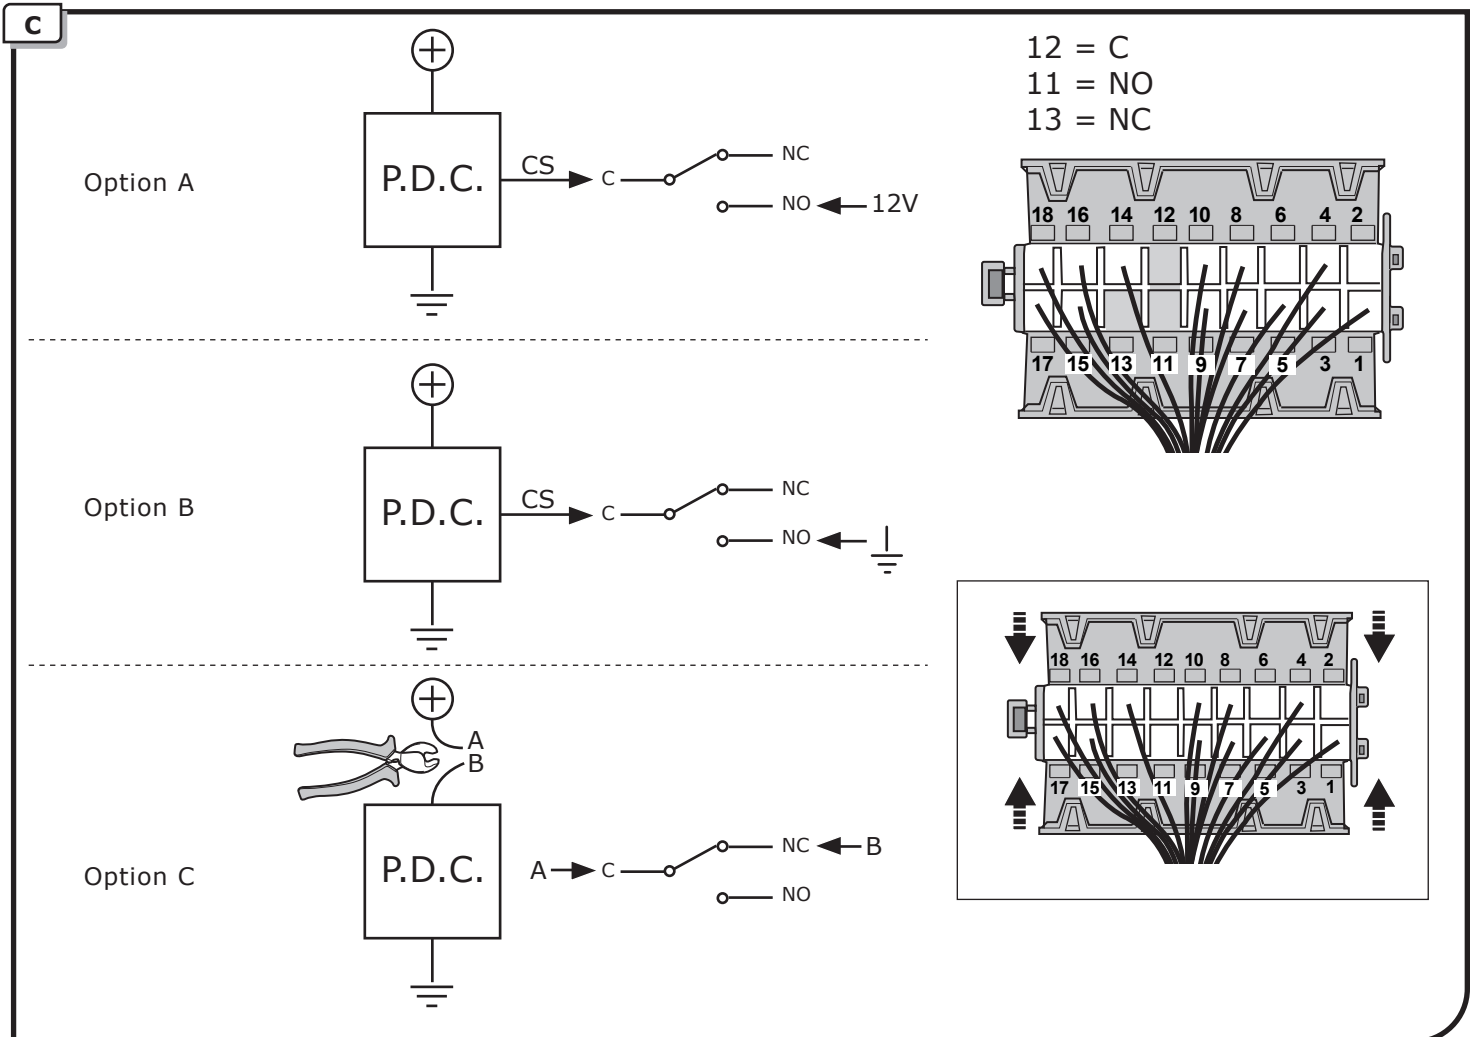 C
12 = C
11 = NO
13 = NC
Option A
P.D.C.
CS
C
NC
NO
12V
18 16 14 12 10 8 6 4 2
17 15 13 11 9 7 5 3 1
Option B
P.D.C.
CS
C
NC
NO
Option C
A
B
P.D.C.
A
C
NC
B
NO
18 16 14 12 10 8 6 4 2
17 15 13 11 9 7 5 3 1